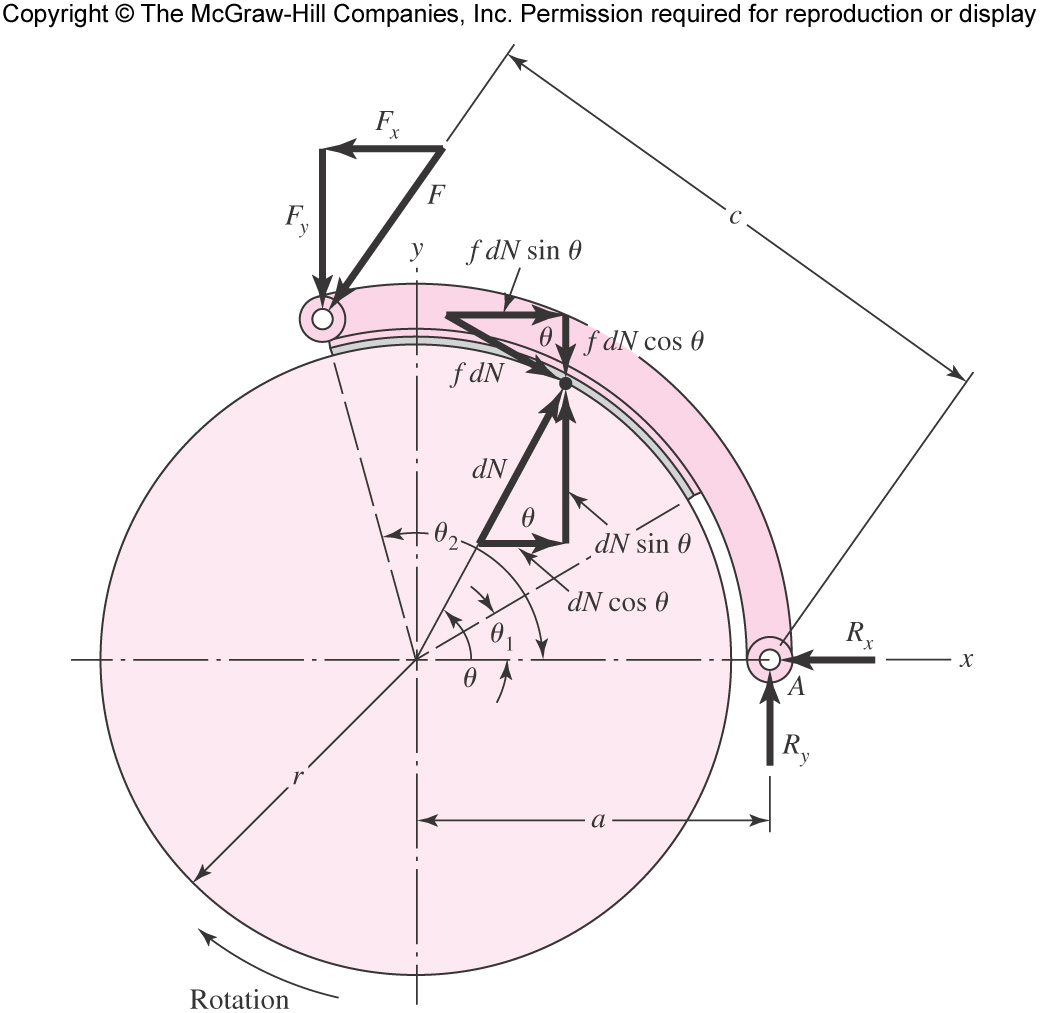 Copyright © The McGraw-Hill Companies, Inc. Permission required for reproduction or display
F_x
F
F_y
c
y
f dN sin θ
θ
f dN cos θ
f dN
dN
θ
θ_2
dN sin θ
dN cos θ
θ_1
θ
R_x
x
A
R_y
r
a
Rotation